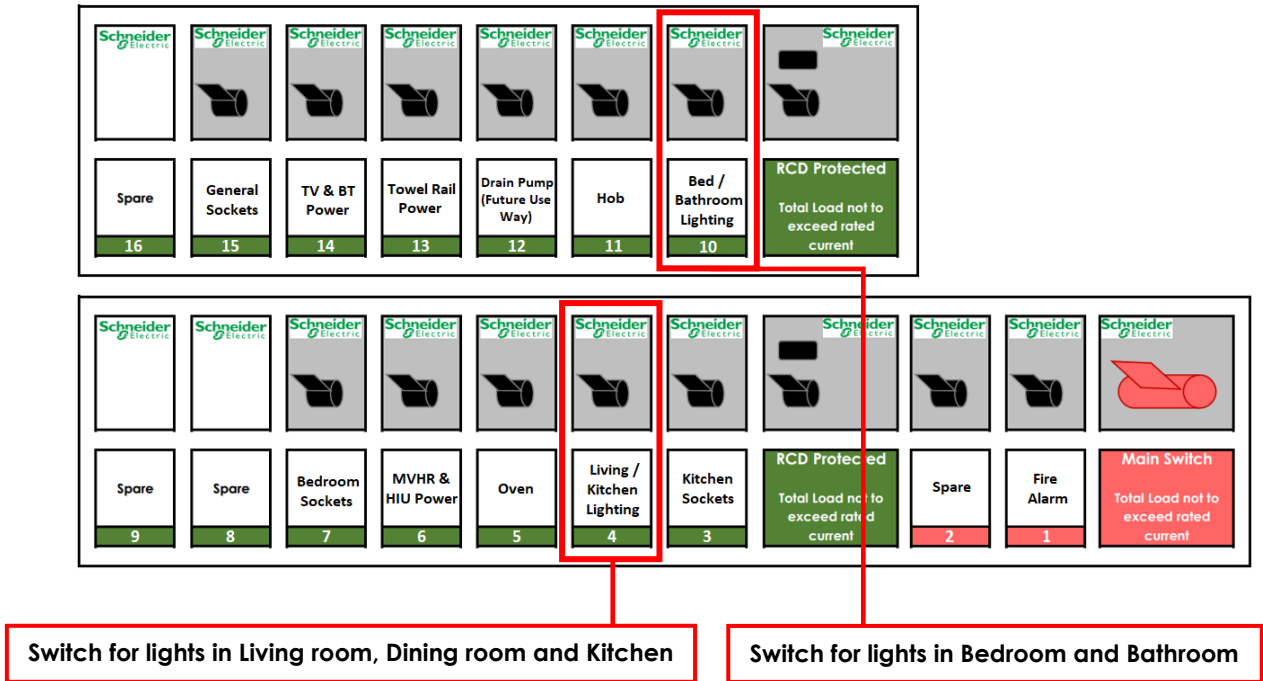 Schneider Electric
Schneider Electric
Schneider Electric
Schneider Electric
Schneider Electric
Schneider Electric
Schneider Electric
Schneider Electric
Spare
16
General
Sockets
15
TV & BT
Power
14
Towel Rail
Power
13
Drain Pump
(Future Use
Way)
12
Hob
11
Bed /
Bathroom
Lighting
10
RCD Protected
Total Load not to
exceed rated
current
Schneider Electric
Schneider Electric
Schneider Electric
Schneider Electric
Schneider Electric
Schneider Electric
Schneider Electric
Schneider Electric
Schneider Electric
Schneider Electric
Schneider Electric
Spare
9
Spare
8
Bedroom
Sockets
7
MVHR &
HIU Power
6
Oven
5
Living /
Kitchen
Lighting
4
Kitchen
Sockets
3
RCD Protected
Total Load not to
exceed rated
current
Spare
2
Fire
Alarm
1
Main Switch
Total Load not to
exceed rated
current
Switch for lights in Living room, Dining room and Kitchen
Switch for lights in Bedroom and Bathroom